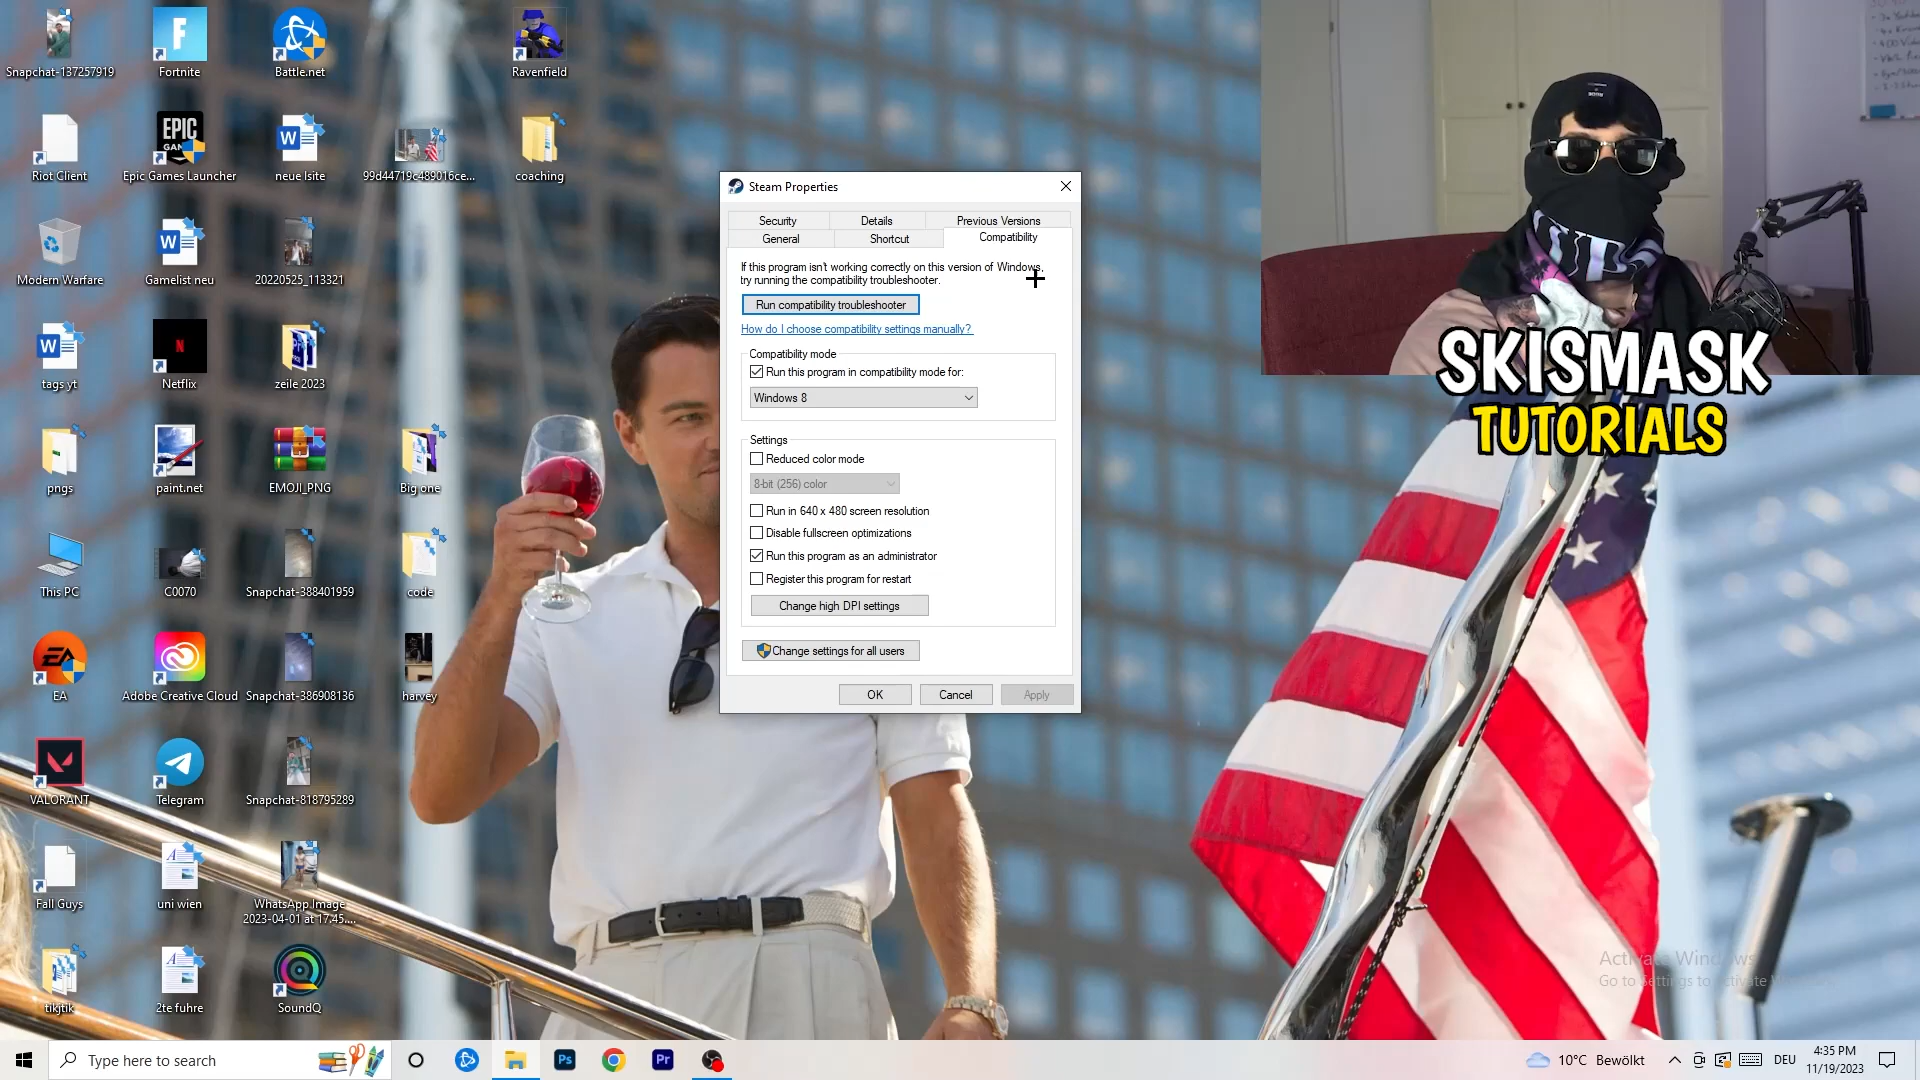 Snapchat-137257919
Fortnite
Battle.net
Ravenfield
EPIC
Riot Client
Epic Games Launcher
neue lsite
99d44719c489016ce...
coaching
Modern Warfare
Gamelist neu
20220525_113321
tags yt
Netflix
zeile 2023
pngs
paint.net
EMOJI_PNG
Big one
This PC
C0070
Snapchat-388401959
code
EA
Adobe Creative Cloud
Snapchat-386908136
harvey
VALORANT
Telegram
Snapchat-818795289
Fall Guys
uni wien
WhatsApp Image
2023-04-01 at 17.45....
tiktik
2te fuhre
SoundQ
Steam Properties
Security
Details
Previous Versions
General
Shortcut
Compatibility
If this program isn't working correctly on this version of Windows,
try running the compatibility troubleshooter.
Run compatibility troubleshooter
How do I choose compatibility settings manually?
Compatibility mode
Run this program in compatibility mode for:
Windows 8
Settings
Reduced color mode
8-bit (256) color
Run in 640 x 480 screen resolution
Disable fullscreen optimizations
Run this program as an administrator
Register this program for restart
Change high DPI settings
Change settings for all users
OK
Cancel
Apply
SKISMASK
TUTORIALS
Activate Windows
Go to Settings to activate
Type here to search
Ps
Pr
10°C Bewölkt
DEU
4:35 PM
11/19/2023